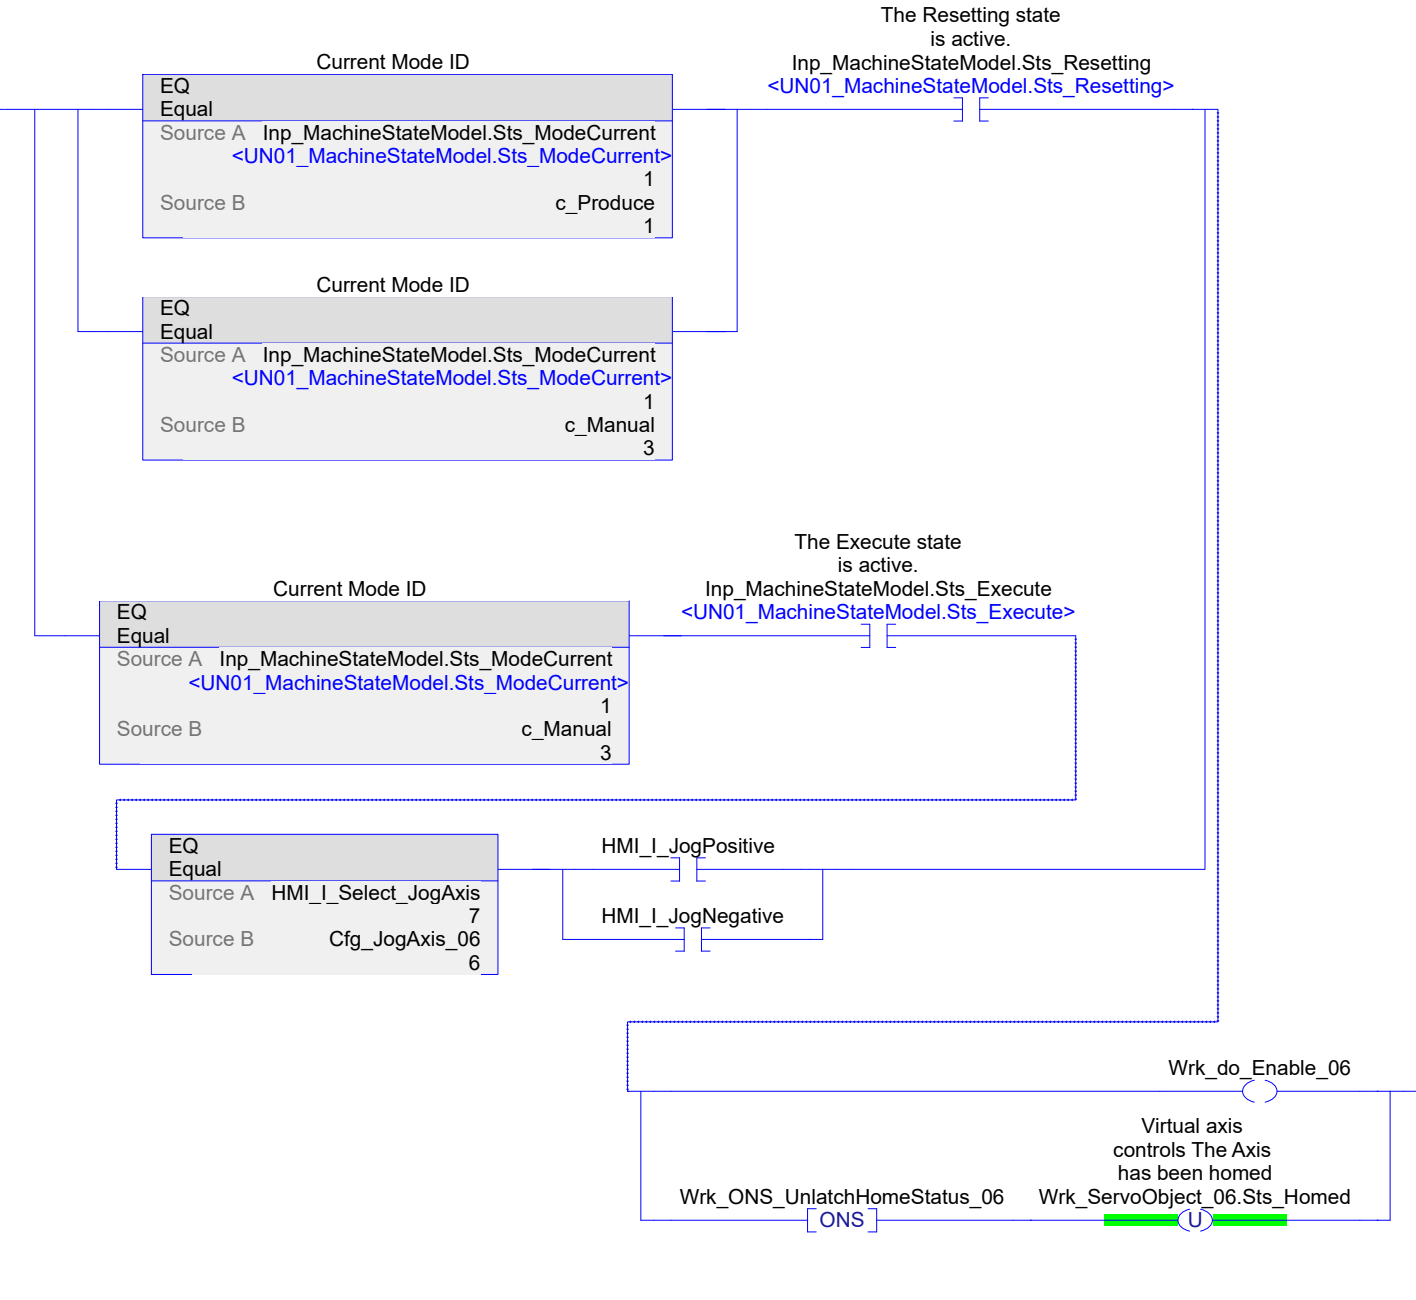 The Resetting state
is active.
Current Mode ID
Inp_MachineStateModel.Sts_Resetting
EQ
<UN01_MachineStateModel.Sts_Resetting>
Equal
Source A Inp_MachineStateModel.Sts_ModeCurrent
<UN01_MachineStateModel.Sts_ModeCurrent>
1
Source B c_Produce
1
Current Mode ID
EQ
Equal
Source A Inp_MachineStateModel.Sts_ModeCurrent
<UN01_MachineStateModel.Sts_ModeCurrent>
1
Source B c_Manual
3
The Execute state
is active.
Current Mode ID
Inp_MachineStateModel.Sts_Execute
EQ
<UN01_MachineStateModel.Sts_Execute>
Equal
Source A Inp_MachineStateModel.Sts_ModeCurrent
<UN01_MachineStateModel.Sts_ModeCurrent>
1
Source B c_Manual
3
EQ
HMI_I_JogPositive
Equal
Source A HMI_I_Select_JogAxis
7
HMI_I_JogNegative
Source B Cfg_JogAxis_06
6
Wrk_do_Enable_06
Virtual axis
controls The Axis
has been homed
Wrk_ONS_UnlatchHomeStatus_06 Wrk_ServoObject_06.Sts_Homed
ONS U